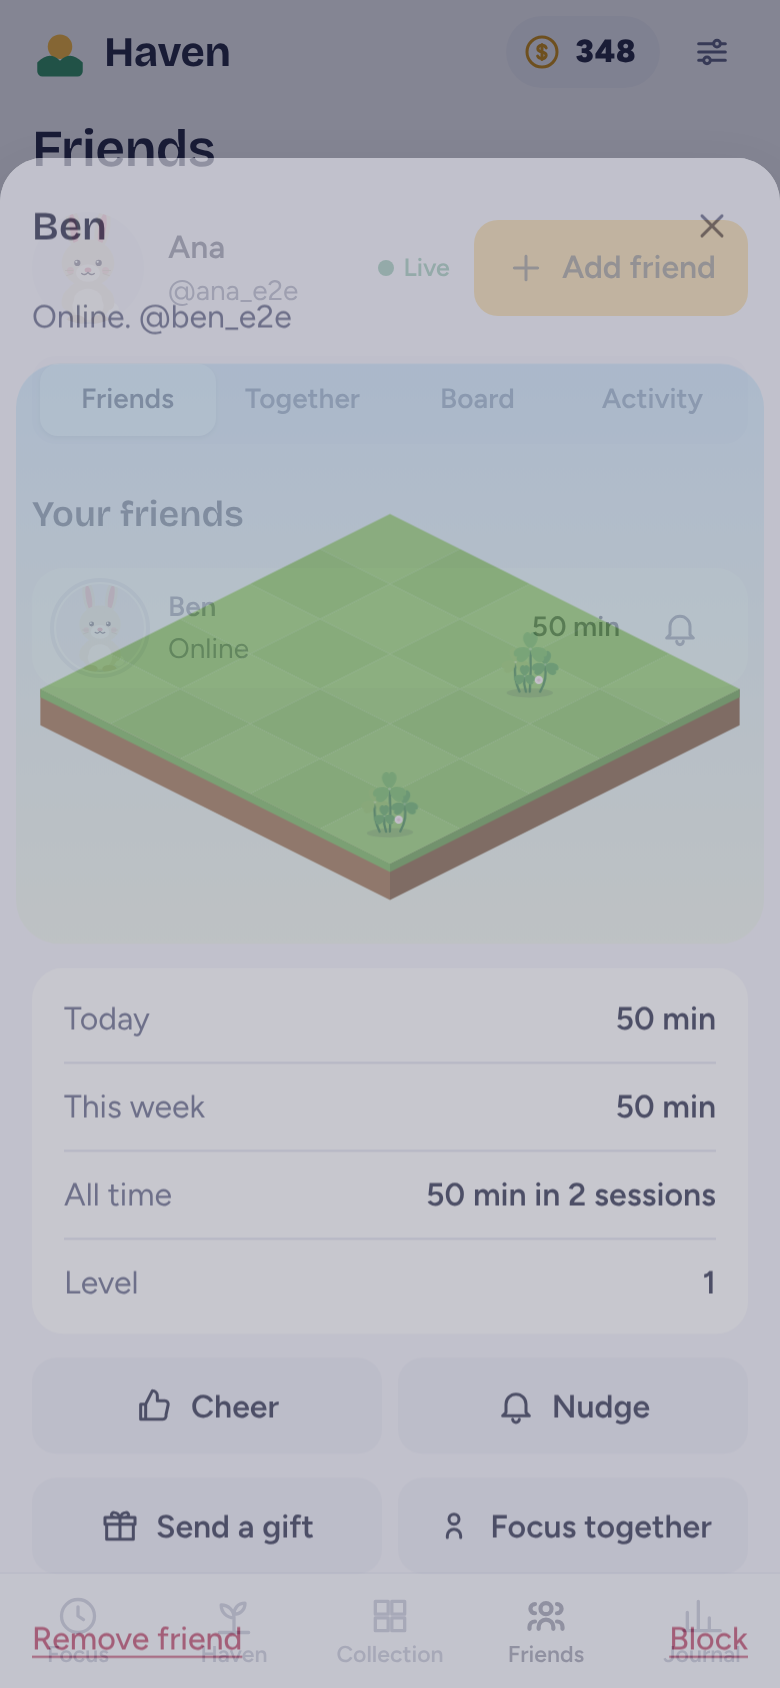 Haven
348
Friends
Ben
Ana
Live
Add friend
@ana_e2e
Online. @ben_e2e
Friends Together Board Activity
Your friends
Ben
50 min
Online
Today 50 min
This week 50 min
All time 50 min in 2 sessions
Level 1
Cheer Nudge
Send a gift Focus together
Remove friend Block
Focus Haven Collection Friends Journal